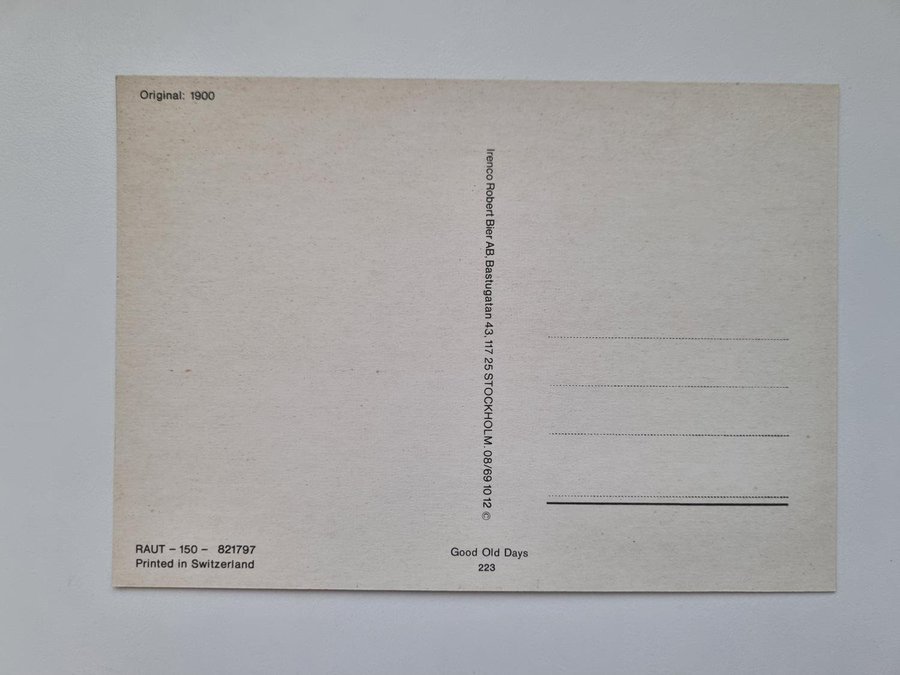 Original: 1900
Irenco Robert Bier AB, Bastugatan 43, 117 25 STOCKHOLM. 08/69 10 12 ©
RAUT – 150 – 821797
Printed in Switzerland
Good Old Days
223